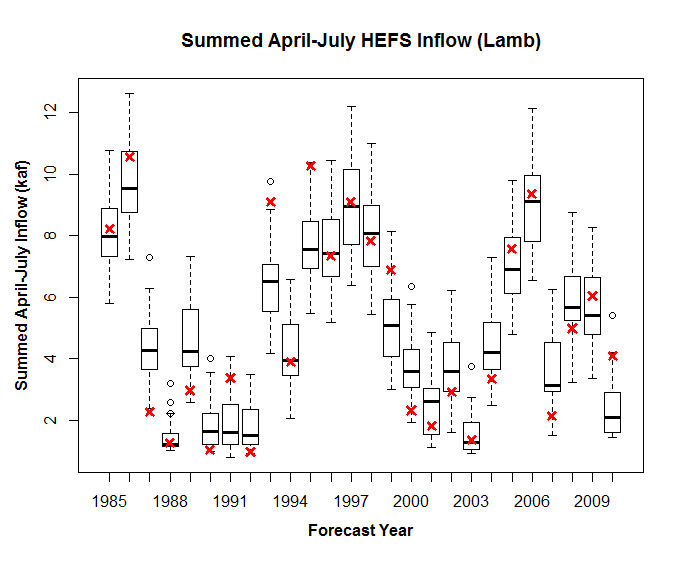 Summed April-July HEFS Inflow (Lamb)
Summed April-July Inflow (kaf)
12
10
8
6
4
2
1985 1988 1991 1994 1997 2000 2003 2006 2009
Forecast Year